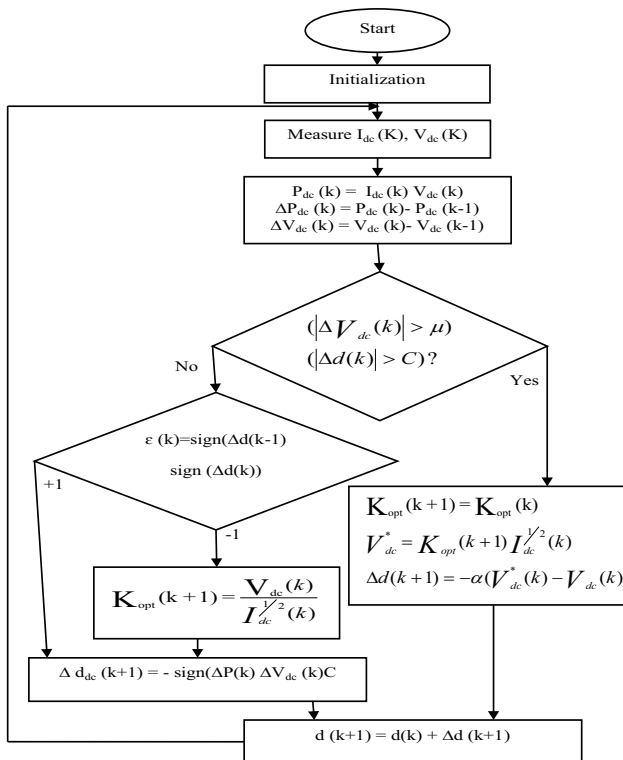 Start
Initialization
Measure I_dc (K), V_dc (K)
P_dc (k) = I_dc(k) V_dc(k)
ΔP_dc (k) = P_dc(k)- P_dc (k-1)
ΔV_dc (k) = V_dc(k)- V_dc (k-1)
(|ΔV_dc(k)| > μ)
(|Δd(k)| > C)?
No
Yes
ε (k)=sign(Δd(k-1)
sign (Δd(k))
+1
-1
K_opt(k+1) = K_opt(k)
V*_dc = K_opt(k+1) I_dc^1/2(k)
Δd(k+1) = −α(V*_dc(k) − V_dc(k)
K_opt(k+1) = V_dc(k) / I_dc^1/2(k)
Δ d_dc (k+1) = - sign(ΔP(k) ΔV_dc (k)C
d (k+1) = d(k) + Δd (k+1)